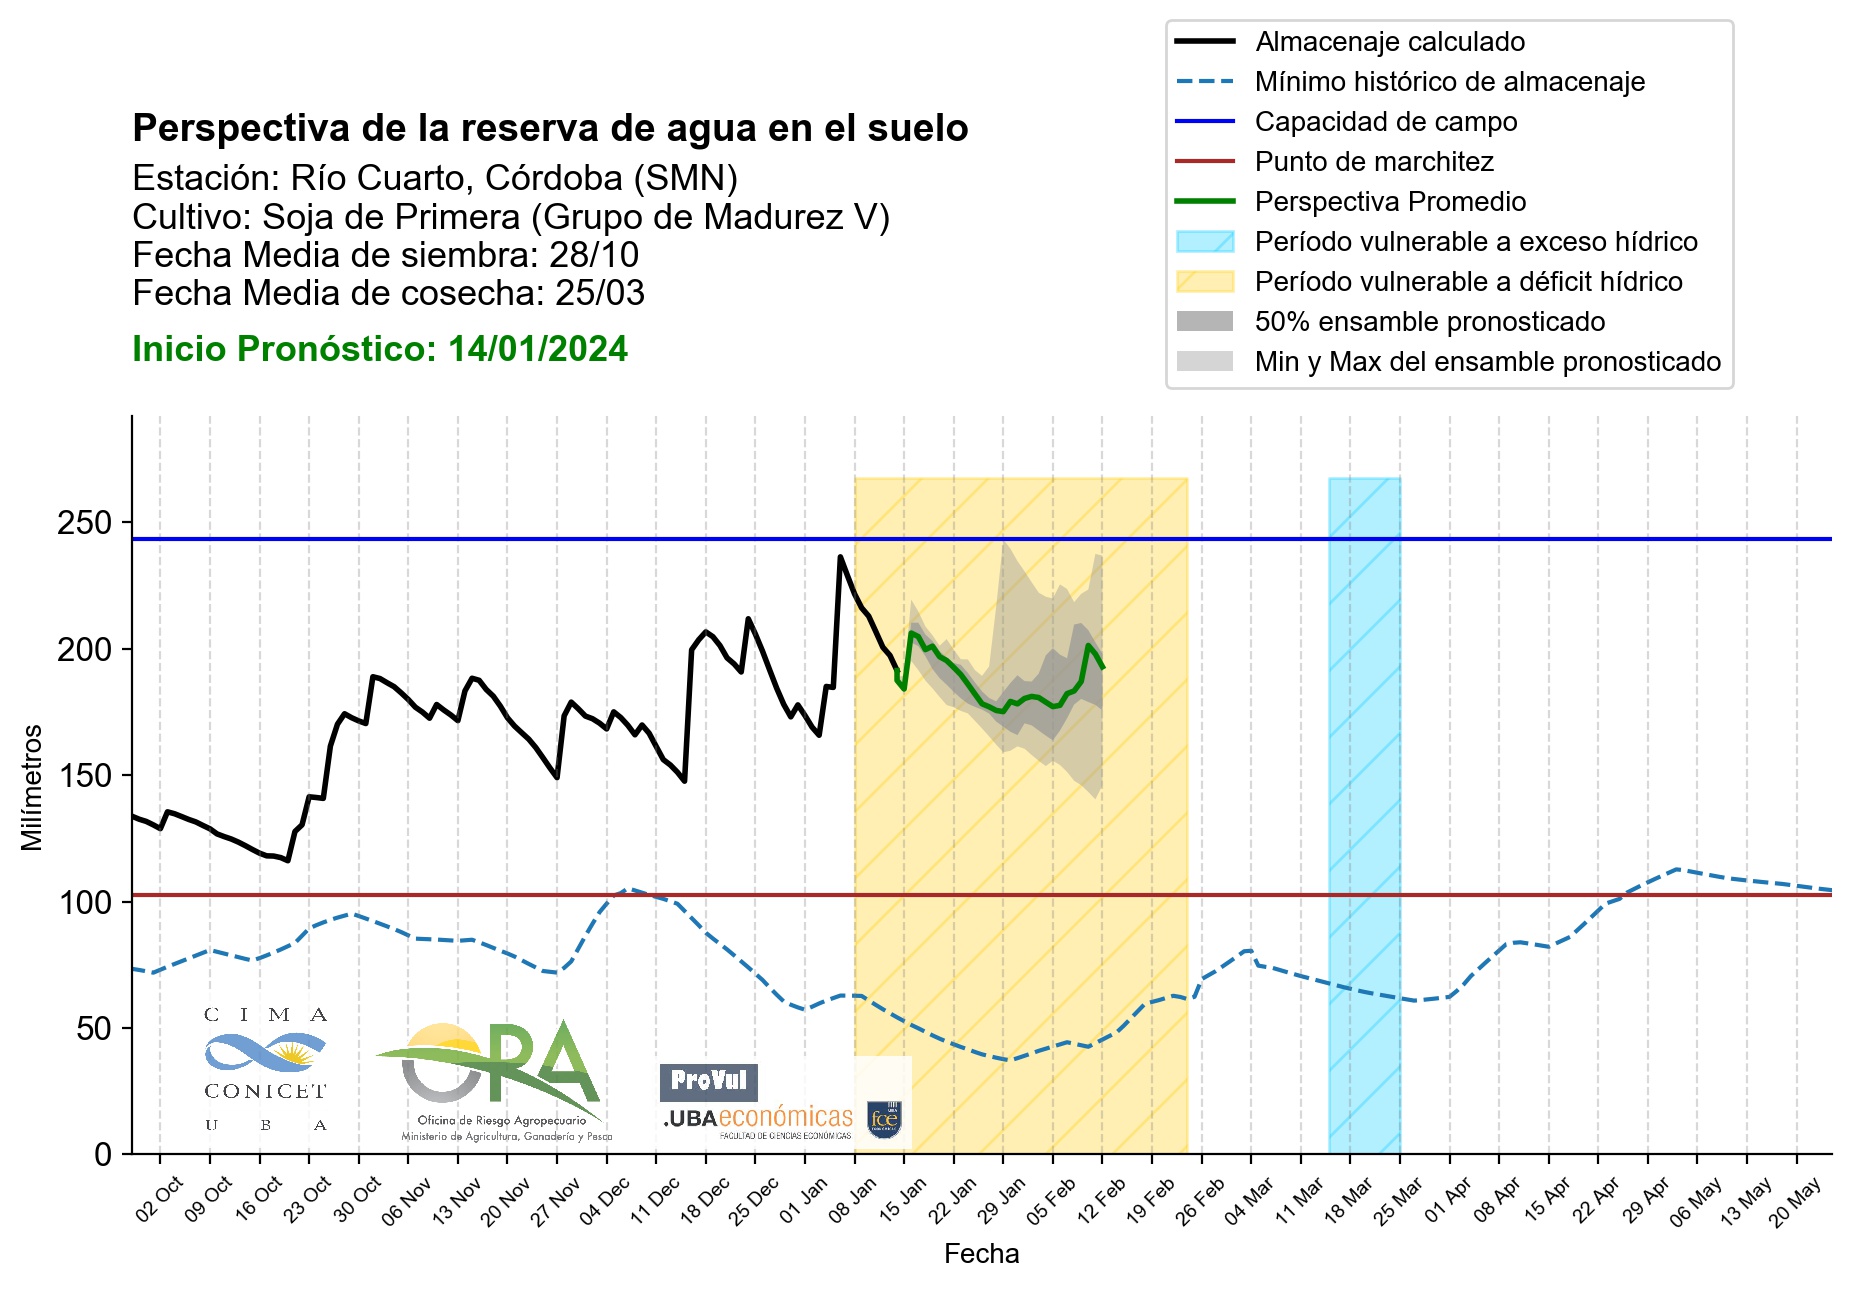 Almacenaje calculado
Mínimo histórico de almacenaje
Capacidad de campo
Punto de marchitez
Perspectiva Promedio
Período vulnerable a exceso hídrico
Período vulnerable a déficit hídrico
50% ensamble pronosticado
Min y Max del ensamble pronosticado
Perspectiva de la reserva de agua en el suelo
Estación: Río Cuarto, Córdoba (SMN)
Cultivo: Soja de Primera (Grupo de Madurez V)
Fecha Media de siembra: 28/10
Fecha Media de cosecha: 25/03
Inicio Pronóstico: 14/01/2024
Milímetros
250
200
150
100
50
0
CIMA
CONICET
UBA
ORA
Oficina de Riesgo Agropecuario
Ministerio de Agricultura, Ganadería y Pesca
ProVul
.UBAeconómicas
FACULTAD DE CIENCIAS ECONÓMICAS
fce
02 Oct
09 Oct
16 Oct
23 Oct
30 Oct
06 Nov
13 Nov
20 Nov
27 Nov
04 Dec
11 Dec
18 Dec
25 Dec
01 Jan
08 Jan
15 Jan
22 Jan
29 Jan
05 Feb
12 Feb
19 Feb
26 Feb
04 Mar
11 Mar
18 Mar
25 Mar
01 Apr
08 Apr
15 Apr
22 Apr
29 Apr
06 May
13 May
20 May
Fecha